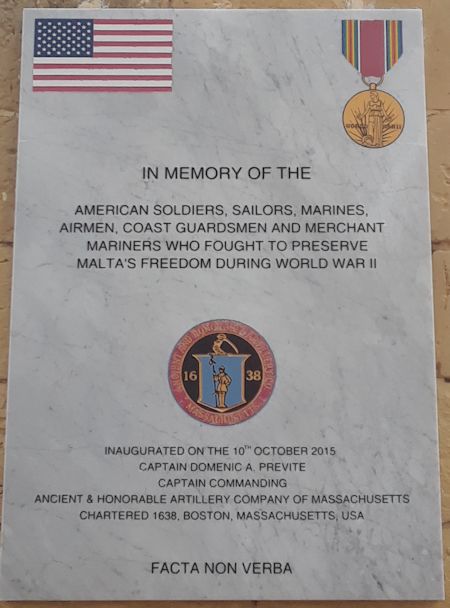 IN MEMORY OF THE
AMERICAN SOLDIERS, SAILORS, MARINES,
AIRMEN, COAST GUARDSMEN AND MERCHANT
MARINERS WHO FOUGHT TO PRESERVE
MALTA'S FREEDOM DURING WORLD WAR II
16 38
MASSACHUSETTS
INAUGURATED ON THE 10TH OCTOBER 2015
CAPTAIN DOMENIC A. PREVITE
CAPTAIN COMMANDING
ANCIENT & HONORABLE ARTILLERY COMPANY OF MASSACHUSETTS
CHARTERED 1638, BOSTON, MASSACHUSETTS, USA
FACTA NON VERBA